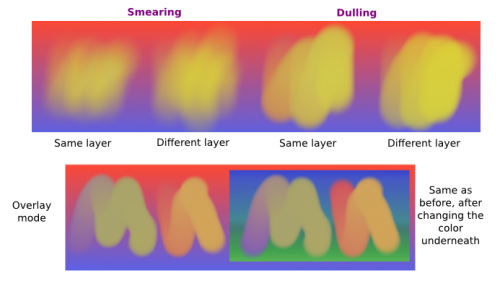 Smearing
Dulling
Same layer
Different layer
Same layer
Different layer
Overlay
mode
Same as
before, after
changing the
color
underneath